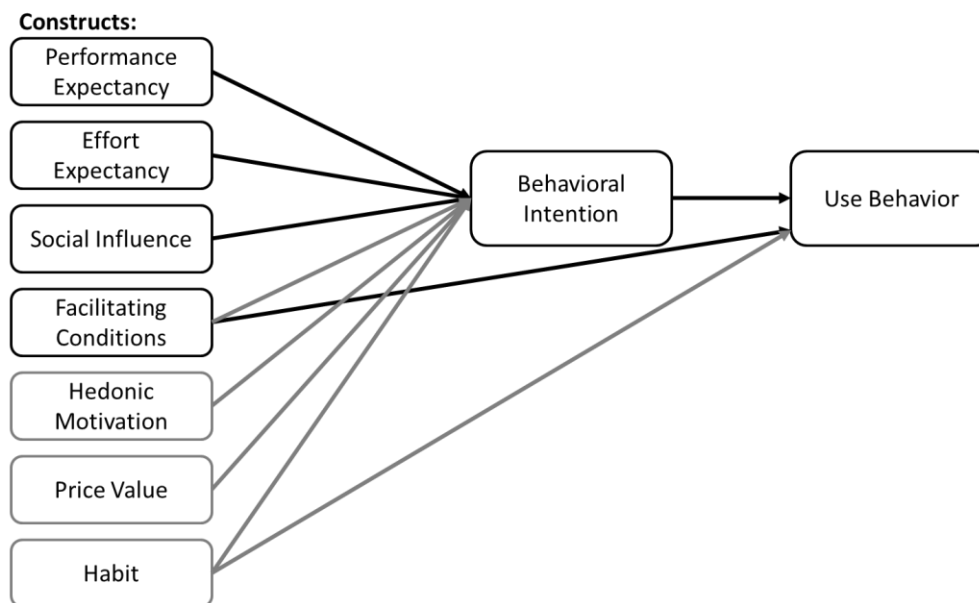 Constructs:
Performance
Expectancy
Effort
Expectancy
Social Influence
Facilitating
Conditions
Hedonic
Motivation
Price Value
Habit
Behavioral
Intention
Use Behavior